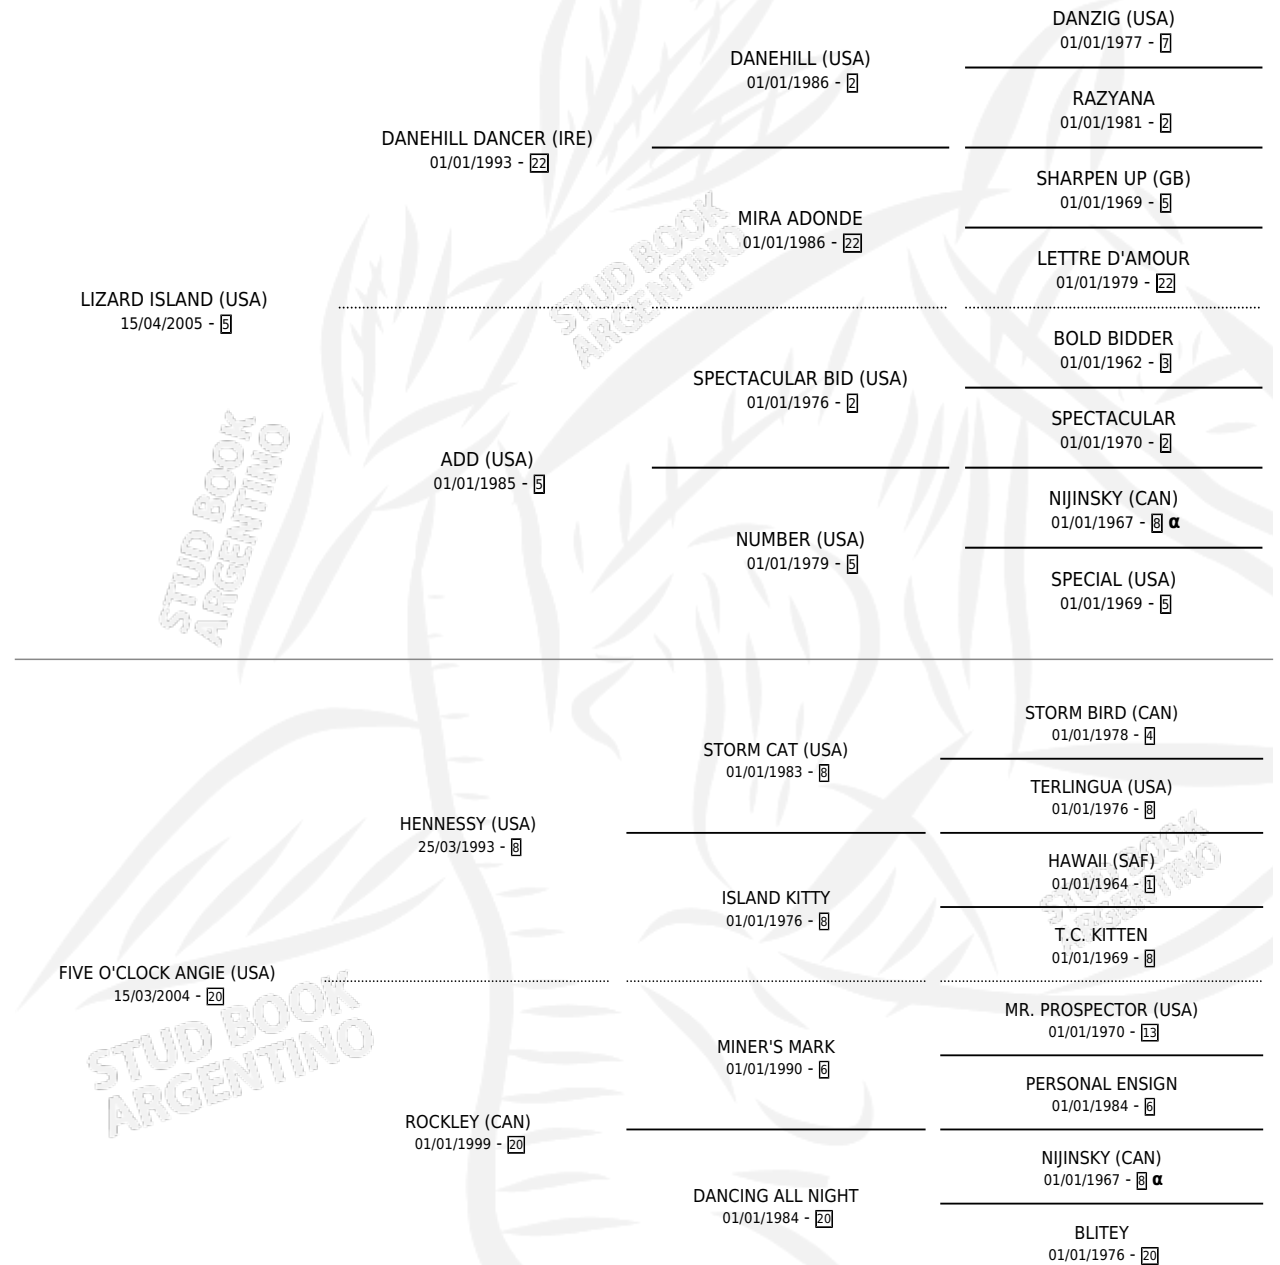 DANZIG (USA)
01/01/1977 - 7
DANEHILL (USA)
01/01/1986 - 2
RAZYANA
01/01/1981 - 2
DANEHILL DANCER (IRE)
01/01/1993 - 22
SHARPEN UP (GB)
01/01/1969 - 5
MIRA ADONDE
01/01/1986 - 22
LETTRE D'AMOUR
01/01/1979 - 22
LIZARD ISLAND (USA)
15/04/2005 - 5
BOLD BIDDER
01/01/1962 - 3
SPECTACULAR BID (USA)
01/01/1976 - 2
SPECTACULAR
01/01/1970 - 2
ADD (USA)
01/01/1985 - 5
NIJINSKY (CAN)
01/01/1967 - 8 α
NUMBER (USA)
01/01/1979 - 5
SPECIAL (USA)
01/01/1969 - 5
STORM BIRD (CAN)
01/01/1978 - 4
STORM CAT (USA)
01/01/1983 - 8
TERLINGUA (USA)
01/01/1976 - 8
HENNESSY (USA)
25/03/1993 - 8
HAWAII (SAF)
01/01/1964 - 1
ISLAND KITTY
01/01/1976 - 8
T.C. KITTEN
01/01/1969 - 8
FIVE O'CLOCK ANGIE (USA)
15/03/2004 - 20
MR. PROSPECTOR (USA)
01/01/1970 - 13
MINER'S MARK
01/01/1990 - 6
PERSONAL ENSIGN
01/01/1984 - 6
ROCKLEY (CAN)
01/01/1999 - 20
NIJINSKY (CAN)
01/01/1967 - 8 α
DANCING ALL NIGHT
01/01/1984 - 20
BLITEY
01/01/1976 - 20
STUD BOOK
ARGENTINO
STUD BOOK
ARGENTINO
STUD BOOK
ARGENTINO
STUD BOOK
ARGENTINO